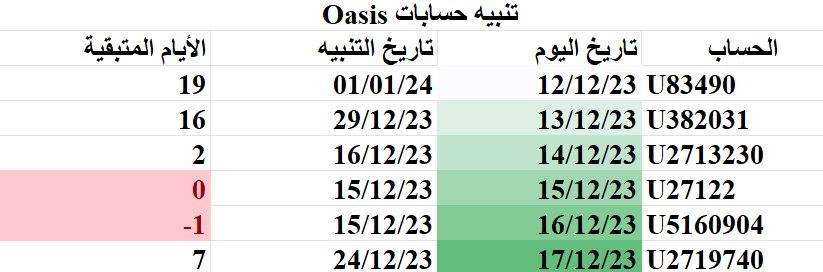 تنبيه حسابات Oasis
الحساب تاريخ اليوم تاريخ التنبيه الأيام المتبقية
U83490 12/12/23 01/01/24 19
U382031 13/12/23 29/12/23 16
U2713230 14/12/23 16/12/23 2
U27122 15/12/23 15/12/23 0
U5160904 16/12/23 15/12/23 -1
U2719740 17/12/23 24/12/23 7